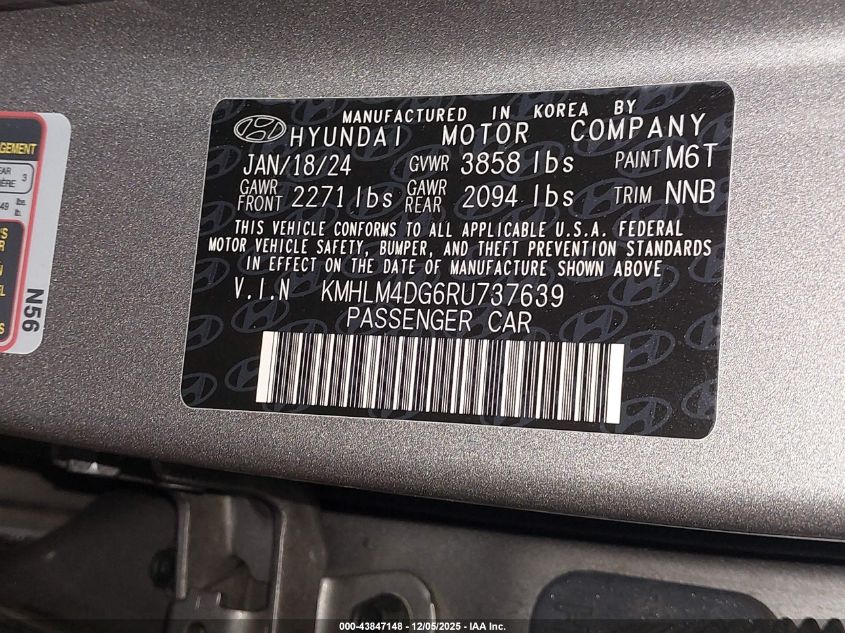 MANUFACTURED IN KOREA BY
HYUNDAI MOTOR COMPANY
JAN/18/24 GVWR 3858 lbs PAINT M6T
GAWR FRONT 2271 lbs GAWR REAR 2094 lbs TRIM NNB
THIS VEHICLE CONFORMS TO ALL APPLICABLE U.S.A. FEDERAL
MOTOR VEHICLE SAFETY, BUMPER, AND THEFT PREVENTION STANDARDS
IN EFFECT ON THE DATE OF MANUFACTURE SHOWN ABOVE
V.I.N KMHLM4DG6RU737639
PASSENGER CAR
N56
000-43847148 - 12/05/2025 - IAA Inc.